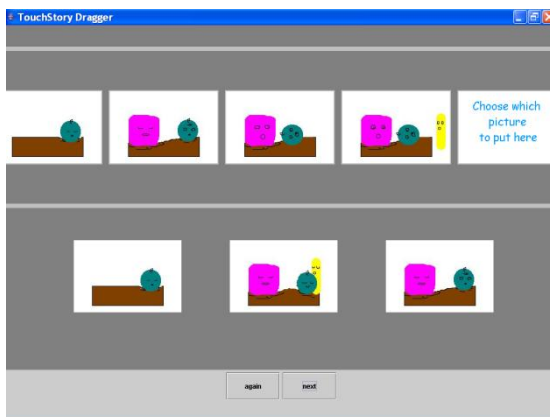 TouchStory Dragger
Choose which
picture
to put here
again
next